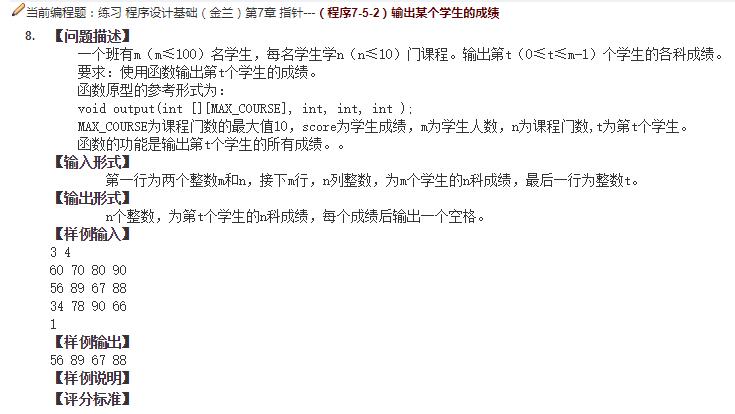 当前编程题：练习 程序设计基础（金兰）第7章 指针---（程序7-5-2）输出某个学生的成绩
8. 【问题描述】
一个班有m（m≤100）名学生，每名学生学n（n≤10）门课程。输出第t（0≤t≤m-1）个学生的各科成绩。
要求：使用函数输出第t个学生的成绩。
函数原型的参考形式为：
void output(int [][MAX_COURSE], int, int, int );
MAX_COURSE为课程门数的最大值10，score为学生成绩，m为学生人数，n为课程门数,t为第t个学生。
函数的功能是输出第t个学生的所有成绩。。
【输入形式】
第一行为两个整数m和n，接下m行，n列整数，为m个学生的n科成绩，最后一行为整数t。
【输出形式】
n个整数，为第t个学生的n科成绩，每个成绩后输出一个空格。
【样例输入】
3 4
60 70 80 90
56 89 67 88
34 78 90 66
1
【样例输出】
56 89 67 88
【样例说明】
【评分标准】